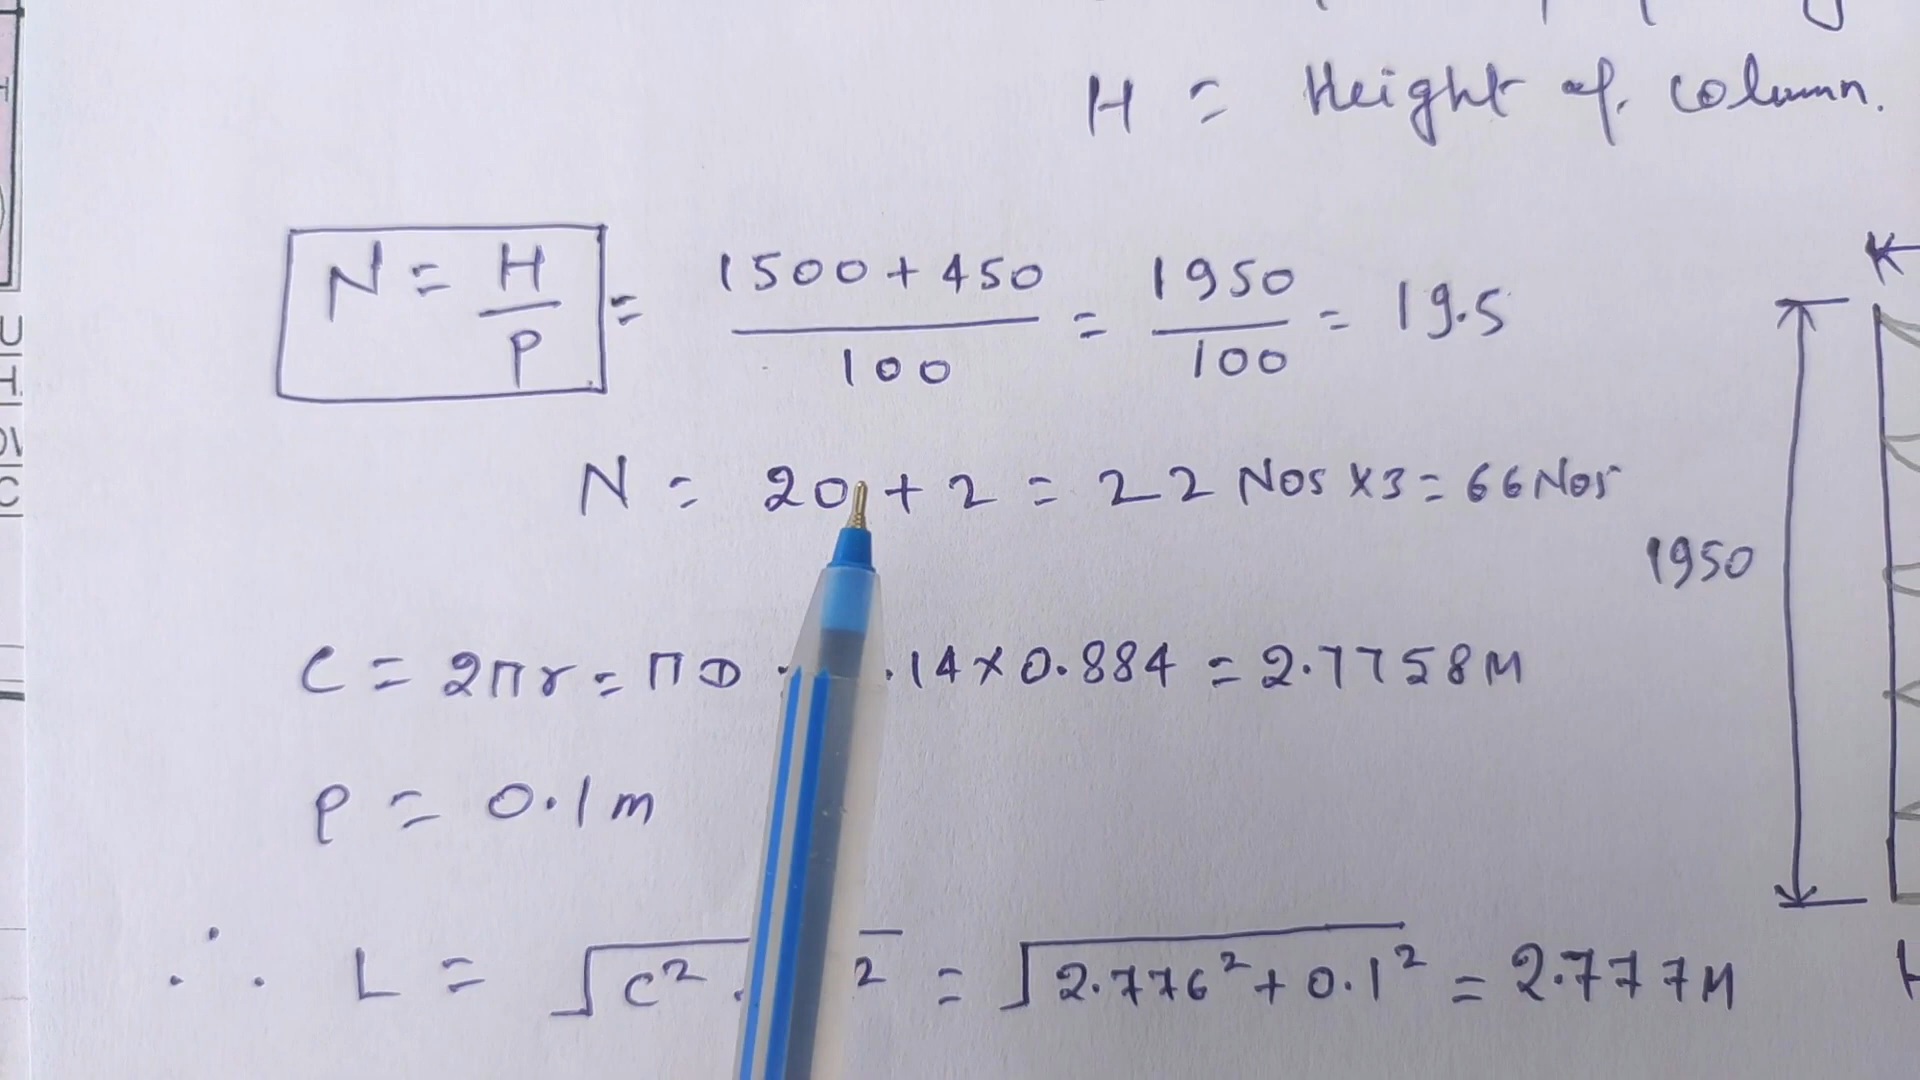 H = Height of column.
N = H/P = 1500 + 450/100 = 1950/100 = 19.5
N = 20 + 2 = 22 Nos x 3 = 66 Nos
1950
C = 2πr = πD .14 x 0.884 = 2.7758M
P = 0.1m
∴ L = √C² 2 = √2.776² + 0.1² = 2.777M